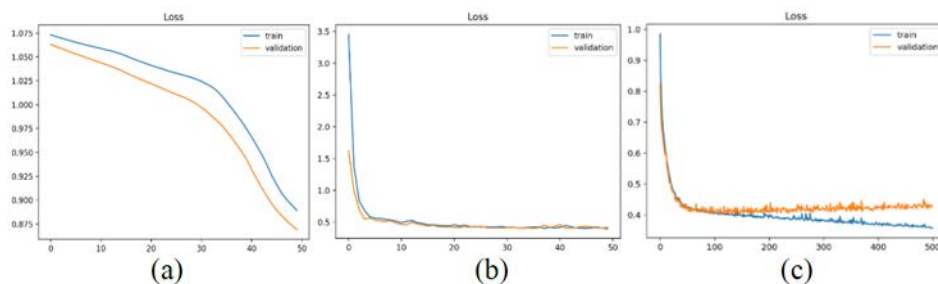 Loss
train
validation
1.075
1.050
1.025
1.000
0.975
0.950
0.925
0.900
0.875
0 10 20 30 40 50
(a)
Loss
train
validation
3.5
3.0
2.5
2.0
1.5
1.0
0.5
0 10 20 30 40 50
(b)
Loss
train
validation
1.0
0.9
0.8
0.7
0.6
0.5
0.4
0 100 200 300 400 500
(c)